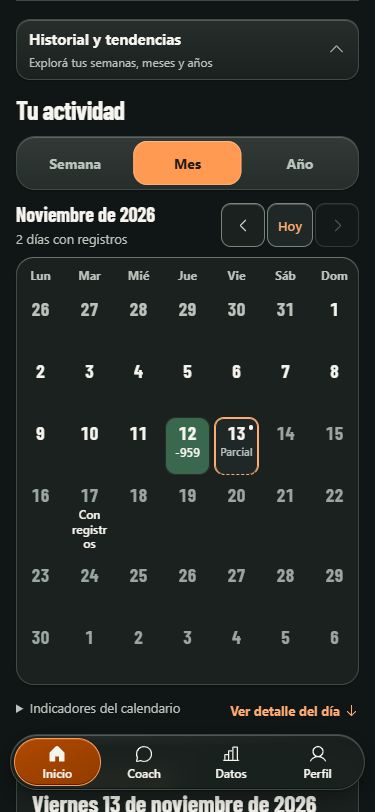 Historial y tendencias
Explorá tus semanas, meses y años
Tu actividad
Semana Mes Año
Noviembre de 2026
2 días con registros
Hoy
Lun Mar Mié Jue Vie Sáb Dom
26 27 28 29 30 31 1
2 3 4 5 6 7 8
9 10 11 12 13 14 15
-959 Parcial
16 17 18 19 20 21 22
Con
registr
os
23 24 25 26 27 28 29
30 1 2 3 4 5 6
Indicadores del calendario
Ver detalle del día ↓
Inicio Coach Datos Perfil
Viernes 13 de noviembre de 2026